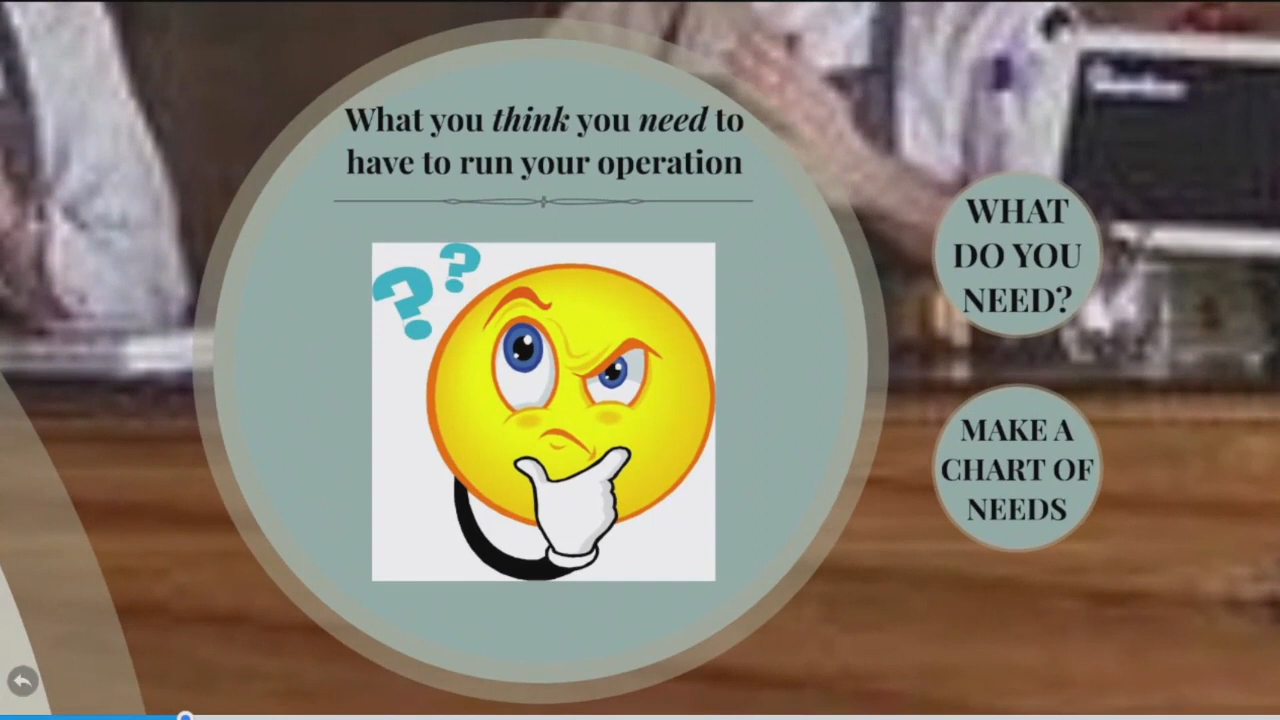 What you think you need to
have to run your operation
? ?
WHAT
DO YOU
NEED?
MAKE A
CHART OF
NEEDS